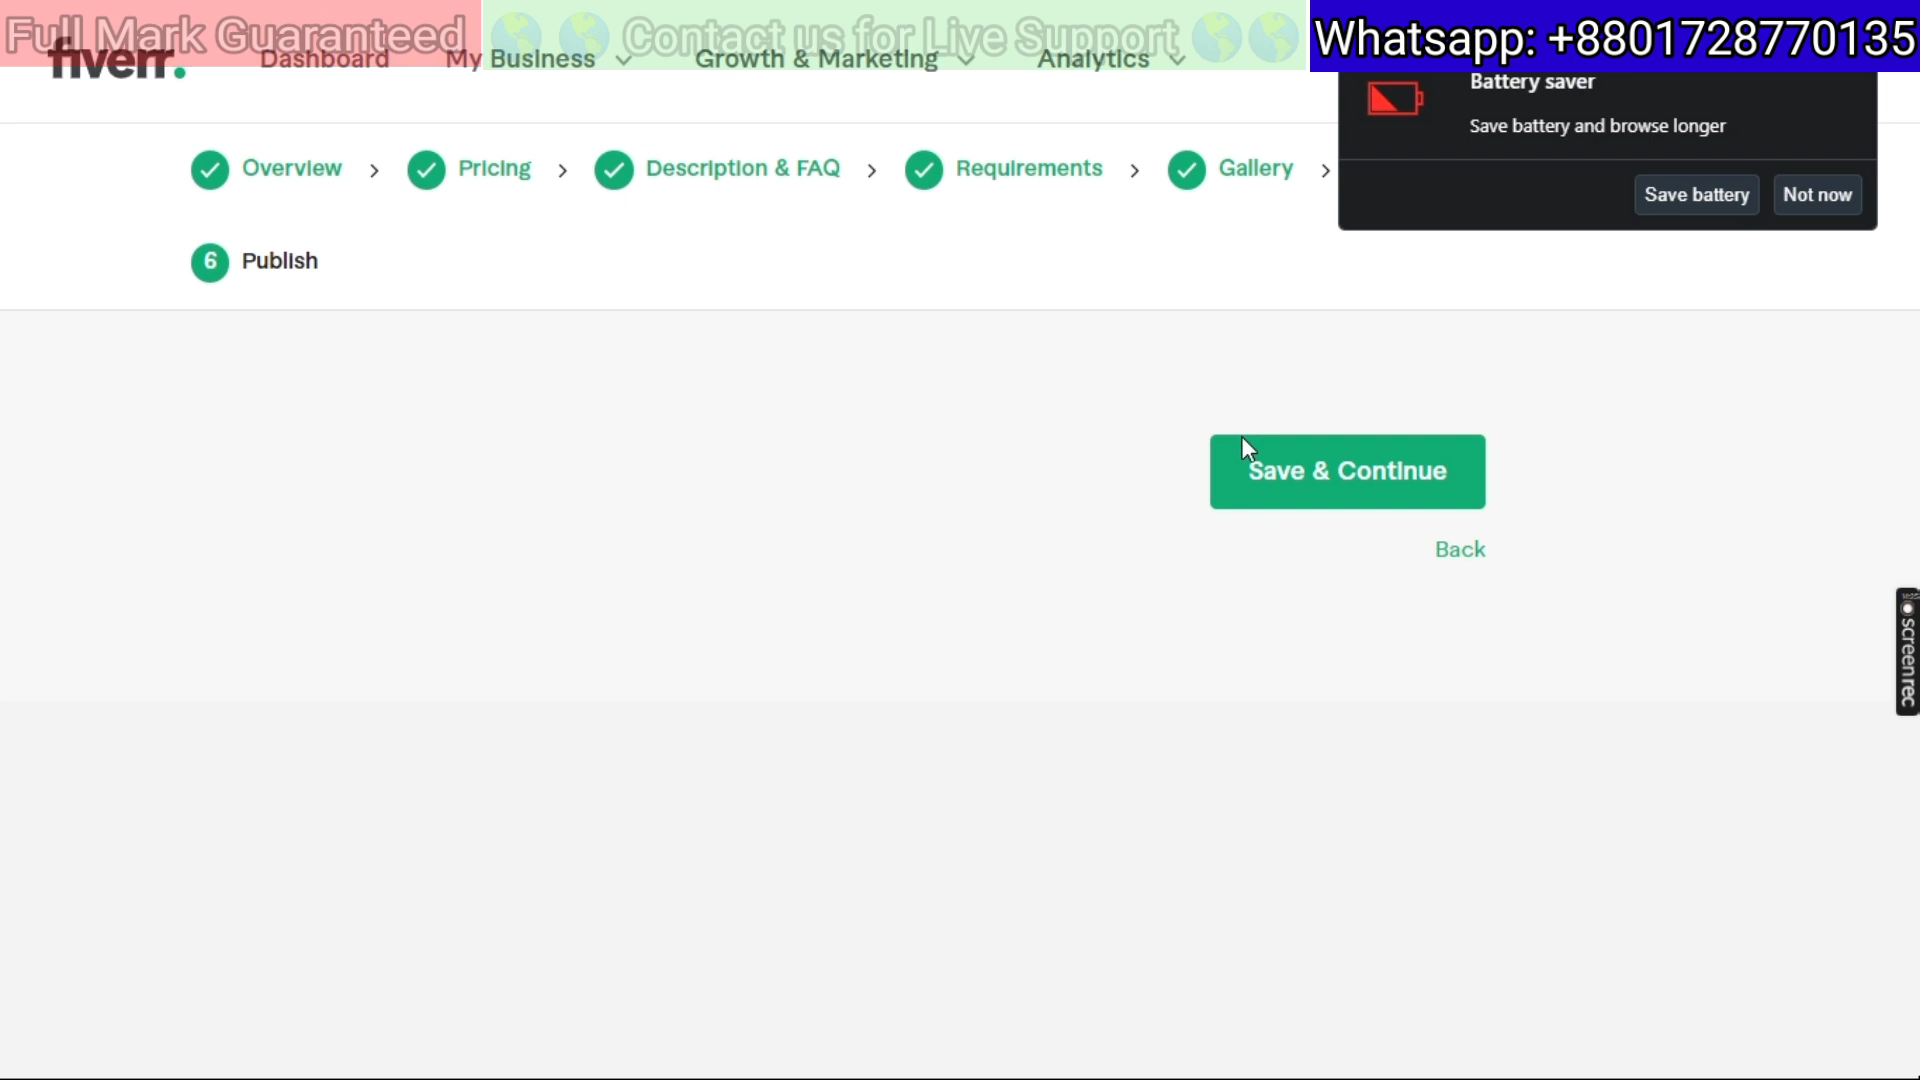 Full Mark Guaranteed Contact us for Live Support Whatsapp: +8801728770135
fiverr. Dashboard My Business Growth & Marketing Analytics
Battery saver
Save battery and browse longer
Overview Pricing Description & FAQ Requirements Gallery
Save battery Not now
6 Publish
Save & Continue
Back
screenrec